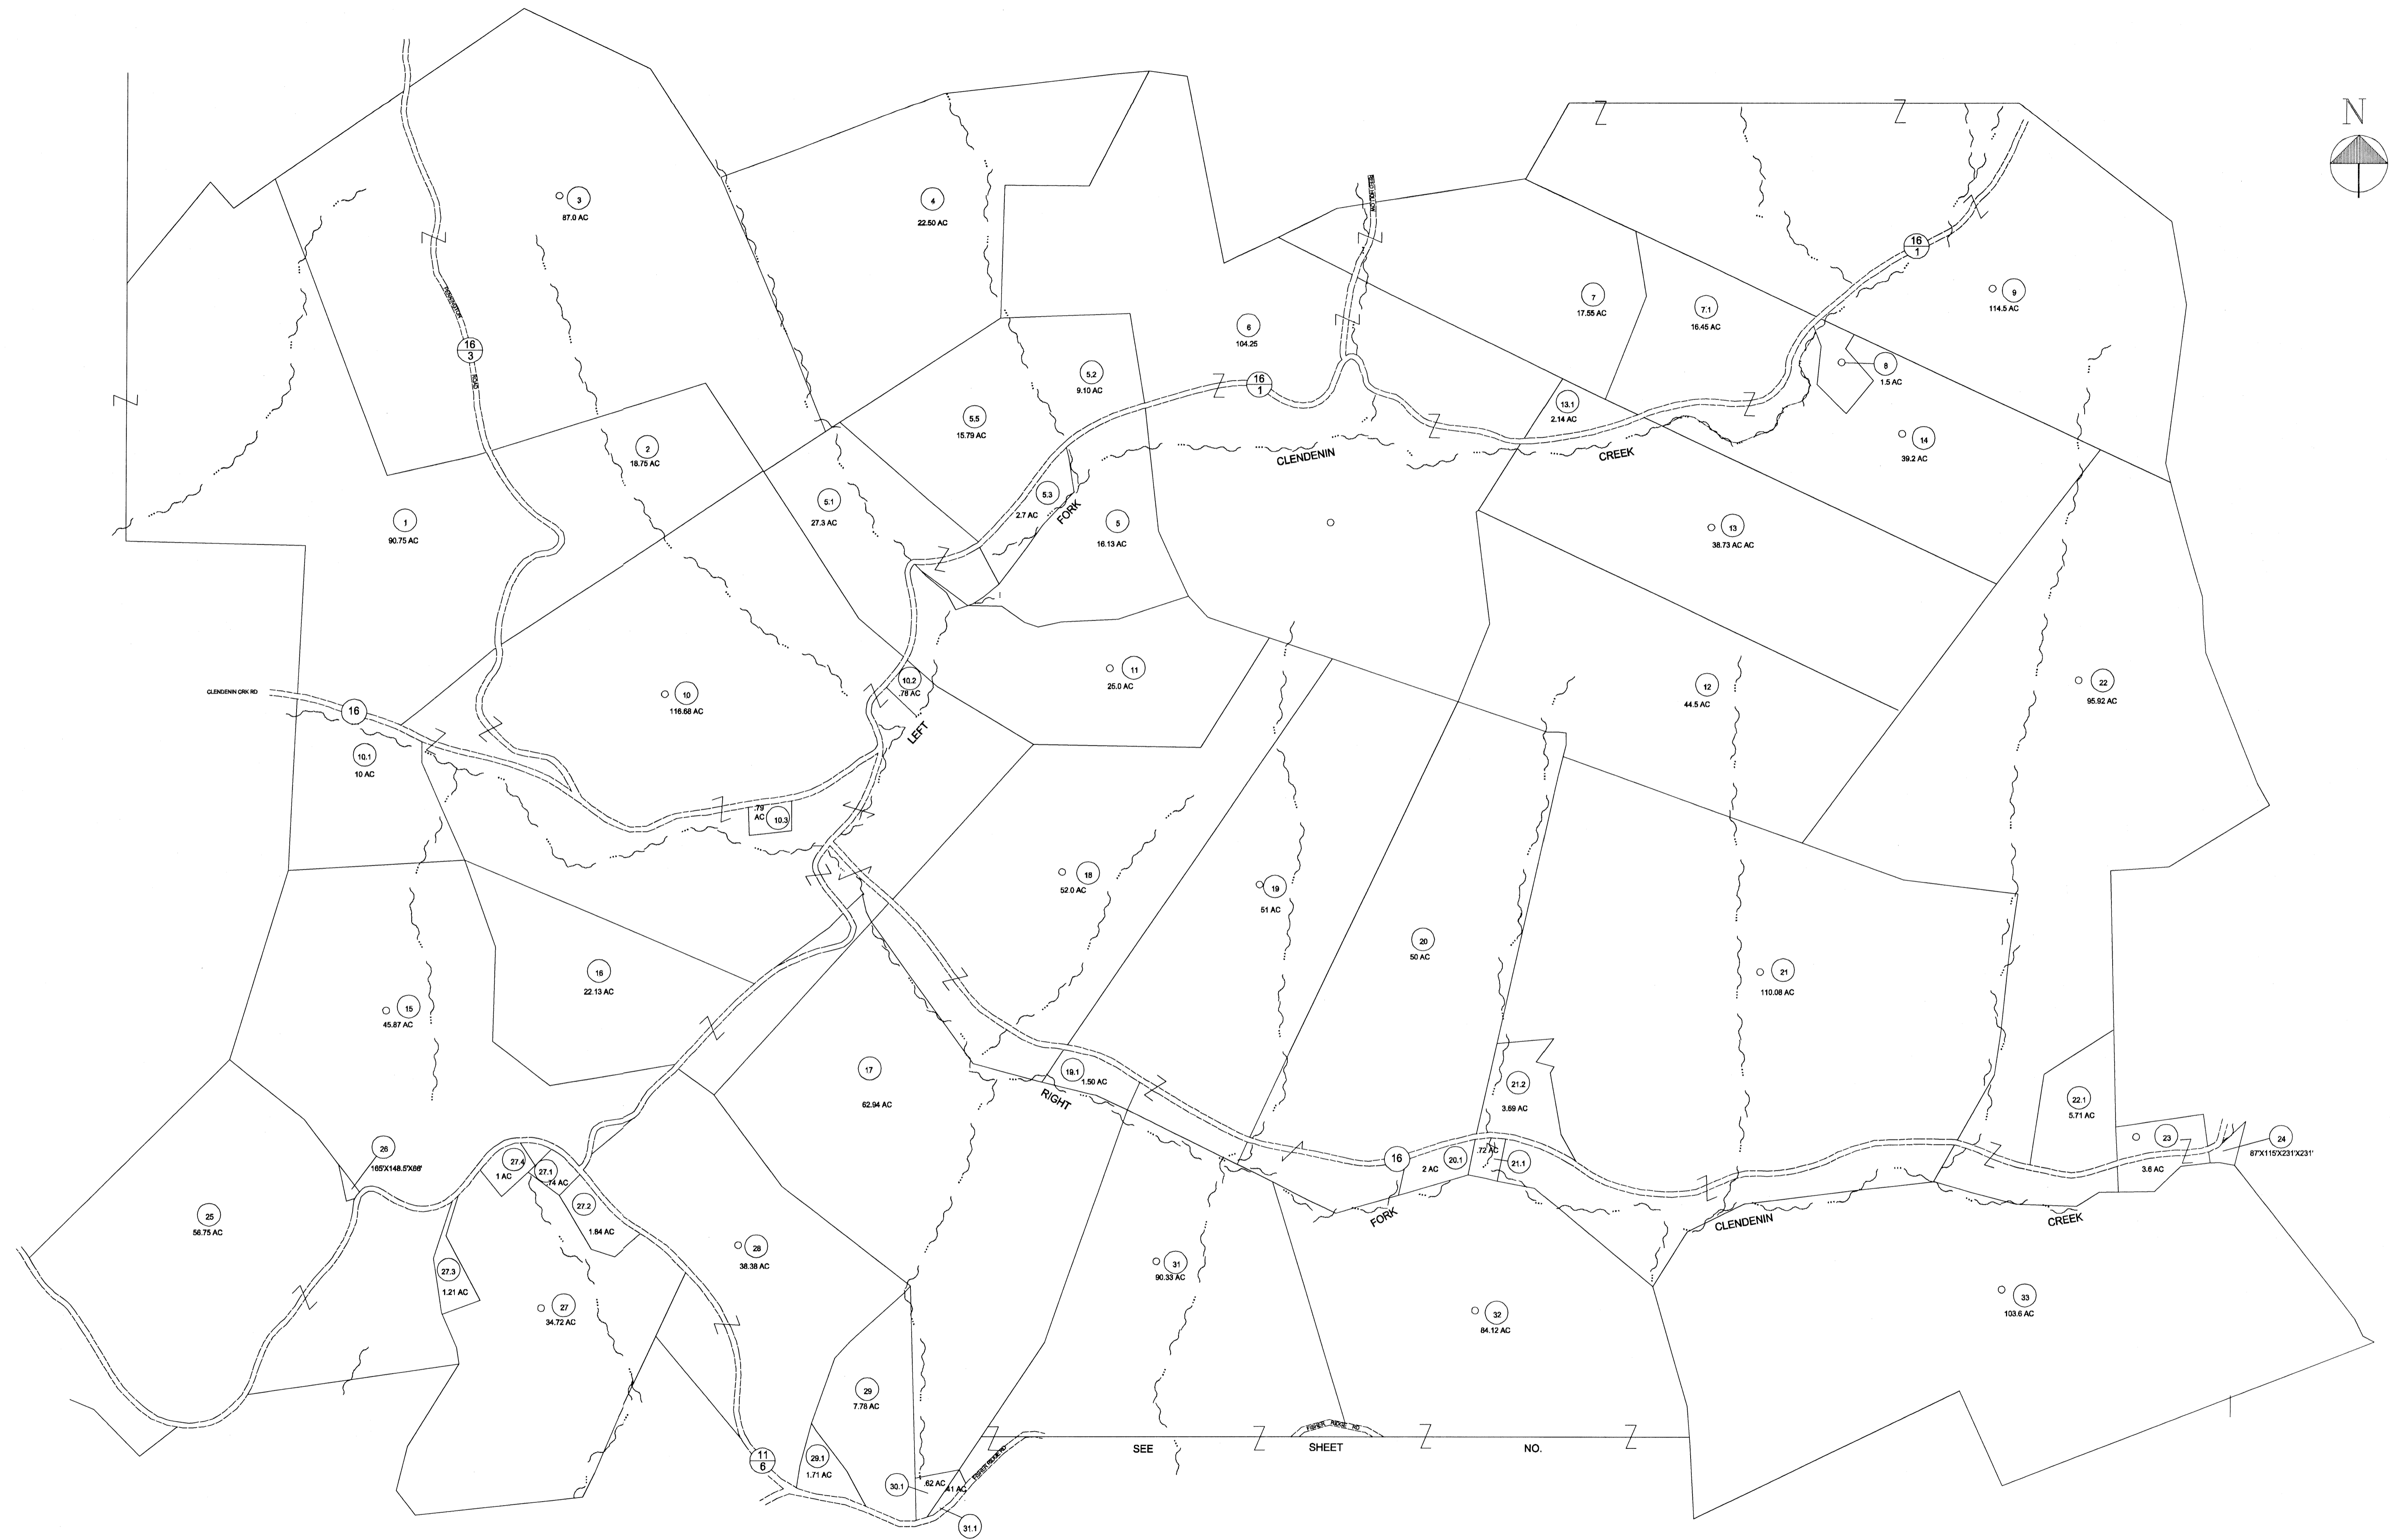 N
3
87.0 AC
4
22.50 AC
16
1
9
114.5 AC
7
17.55 AC
7.1
16.45 AC
PENNINGTON
16
3
ROAD
6
104.25
5.2
9.10 AC
16
1
8
1.5 AC
13.1
2.14 AC
5.5
15.79 AC
2
18.75 AC
14
39.2 AC
CLENDENIN
CREEK
5.1
27.3 AC
5.3
2.7 AC
FORK
1
90.75 AC
5
16.13 AC
13
38.73 AC AC
11
25.0 AC
10.2
.78 AC
12
44.5 AC
22
95.92 AC
CLENDENIN CRK RD
16
10
116.68 AC
LEFT
10.1
10 AC
.79
AC
10.3
18
52.0 AC
19
51 AC
20
50 AC
16
22.13 AC
21
110.08 AC
15
45.87 AC
17
62.94 AC
19.1
1.50 AC
RIGHT
21.2
3.69 AC
22.1
5.71 AC
26
165'X148.5'X66'
27.4
1 AC
27.1
.74 AC
16
2 AC
20.1
.72 AC
21.1
23
3.6 AC
24
87'X115'X231'X231'
25
56.75 AC
27.2
1.84 AC
FORK
CLENDENIN
CREEK
27.3
1.21 AC
28
38.38 AC
31
90.33 AC
27
34.72 AC
32
84.12 AC
33
103.6 AC
29
7.78 AC
FISHER RIDGE RD
SEE
SHEET
NO.
11
6
29.1
1.71 AC
FISHER RIDGE RD
30.1
.62 AC
.41 AC
31.1